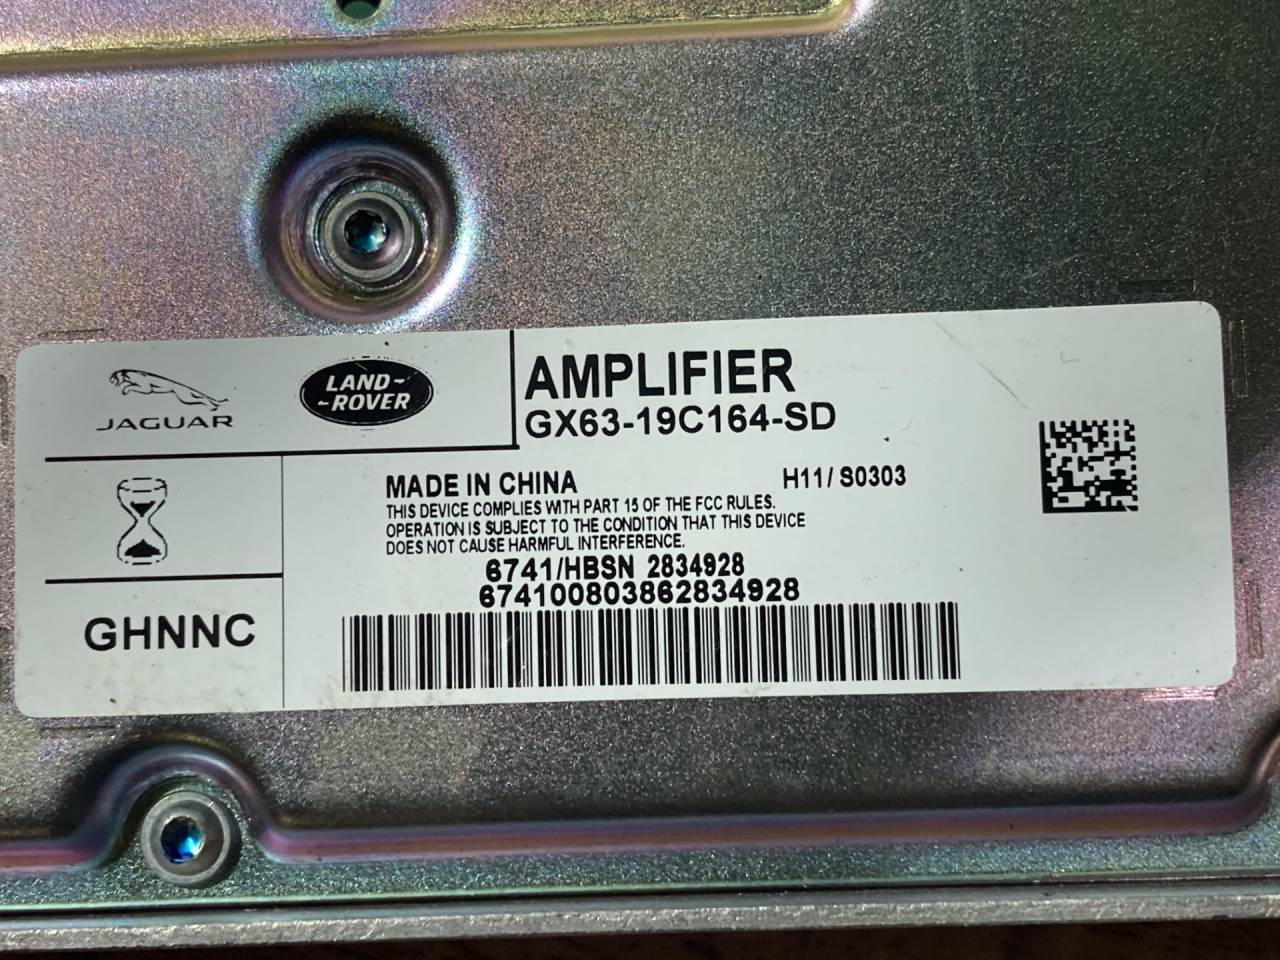 JAGUAR
LAND-
-ROVER
AMPLIFIER
GX63-19C164-SD
MADE IN CHINA
H11/ S0303
THIS DEVICE COMPLIES WITH PART 15 OF THE FCC RULES.
OPERATION IS SUBJECT TO THE CONDITION THAT THIS DEVICE
DOES NOT CAUSE HARMFUL INTERFERENCE.
6741/HBSN 2834928
674100803862834928
GHNNC